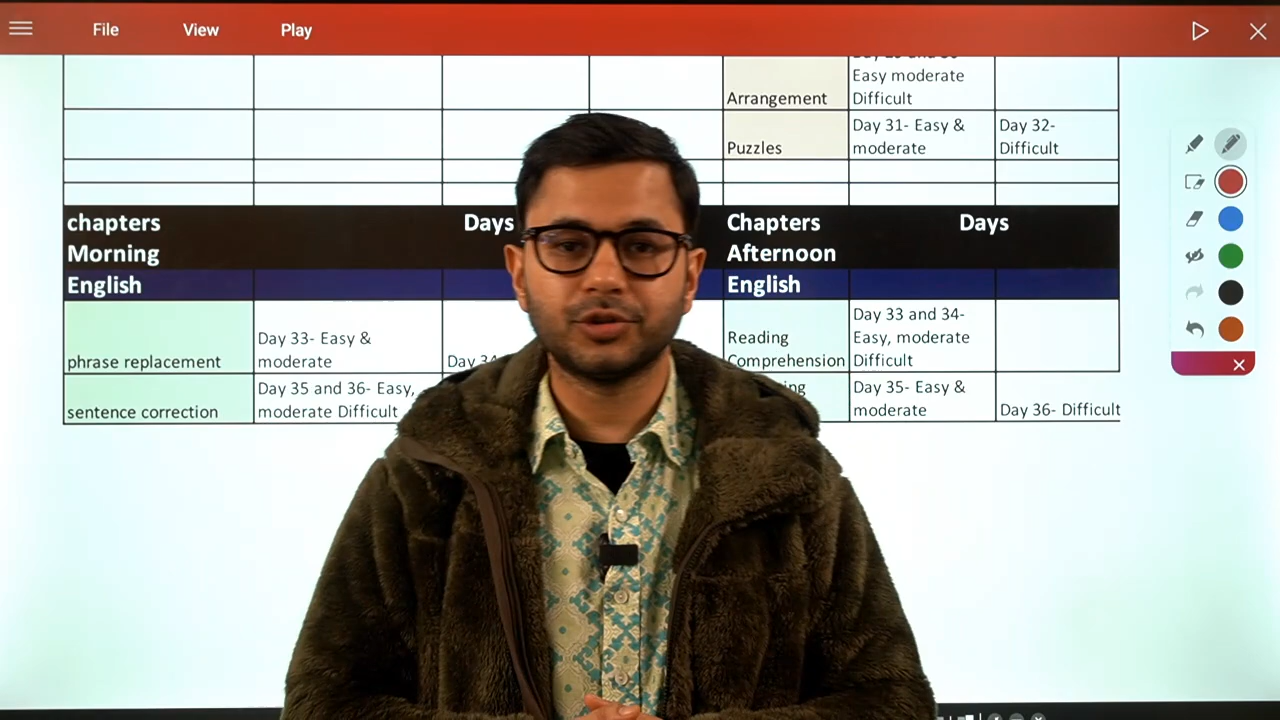 File View Play
Easy moderate
Arrangement Difficult
Day 31- Easy & Day 32-
Puzzles moderate Difficult
chapters Days Chapters Days
Morning Afternoon
English English
Day 33 and 34-
Day 33- Easy & Reading Easy, moderate
phrase replacement moderate Day Comprehension Difficult
Day 35 and 36- Easy, Day 35- Easy &
sentence correction moderate Difficult moderate Day 36- Difficult